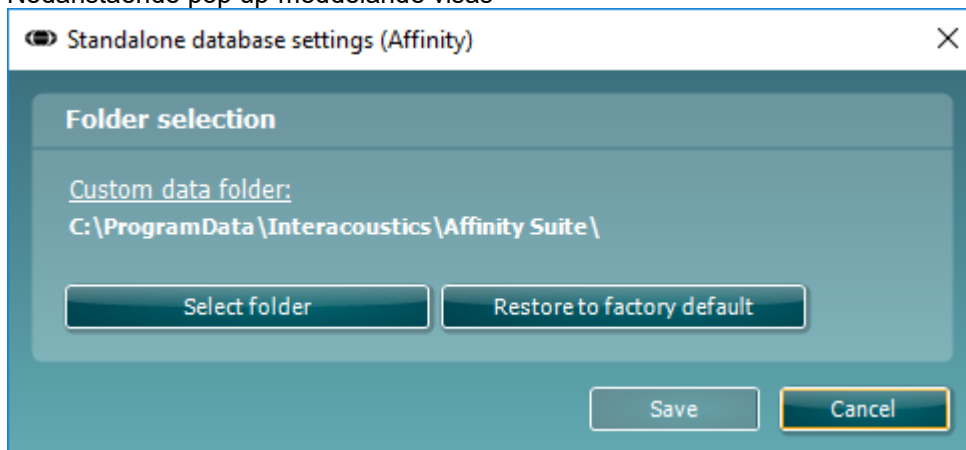 Standalone database settings (Affinity)
Folder selection
Custom data folder:
C:\ProgramData\Interacoustics\Affinity Suite\
Select folder
Restore to factory default
Save
Cancel